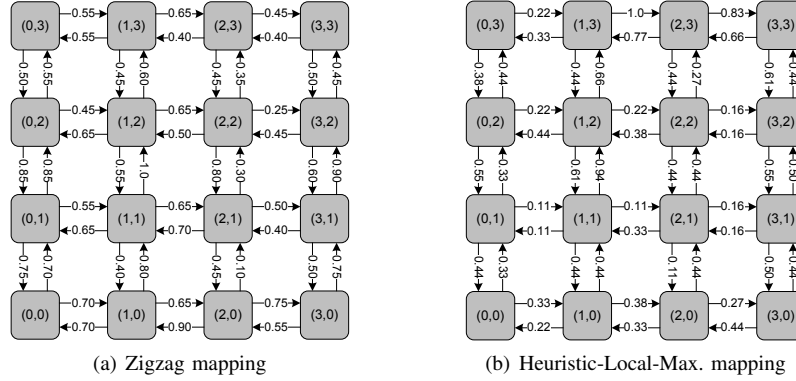 0.55 0.65 0.45
(0,3) (1,3) (2,3) (3,3)
0.55 0.40 0.40
0.50 0.55 0.45 0.60 0.45 0.35 0.50 0.45
0.45 0.65 0.25
(0,2) (1,2) (2,2) (3,2)
0.65 0.50 0.45
0.85 0.85 0.55 1.0 0.80 0.30 0.60 0.90
0.55 0.65 0.50
(0,1) (1,1) (2,1) (3,1)
0.65 0.70 0.40
0.75 0.70 0.40 0.80 0.45 0.10 0.50 0.75
0.70 0.65 0.75
(0,0) (1,0) (2,0) (3,0)
0.70 0.90 0.55
(a) Zigzag mapping
0.22 1.0 0.83
(0,3) (1,3) (2,3) (3,3)
0.33 0.77 0.66
0.38 0.44 0.44 0.66 0.44 0.27 0.61 0.44
0.22 0.22 0.16
(0,2) (1,2) (2,2) (3,2)
0.44 0.38 0.16
0.55 0.33 0.61 0.94 0.44 0.44 0.55 0.50
0.11 0.11 0.16
(0,1) (1,1) (2,1) (3,1)
0.11 0.33 0.16
0.44 0.33 0.44 0.44 0.11 0.44 0.50 0.44
0.33 0.38 0.27
(0,0) (1,0) (2,0) (3,0)
0.22 0.33 0.44
(b) Heuristic-Local-Max. mapping